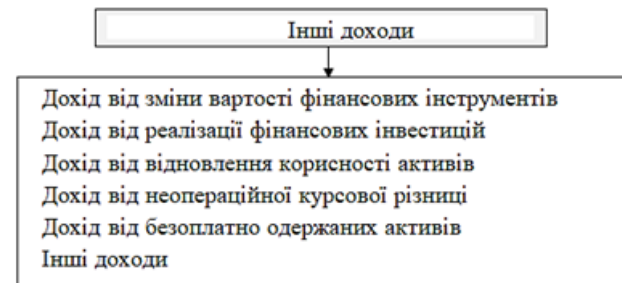 Інші доходи
Дохід від зміни вартості фінансових інструментів
Дохід від реалізації фінансових інвестицій
Дохід від відновлення корисності активів
Дохід від неопераційної курсової різниці
Дохід від безоплатно одержаних активів
Інші доходи